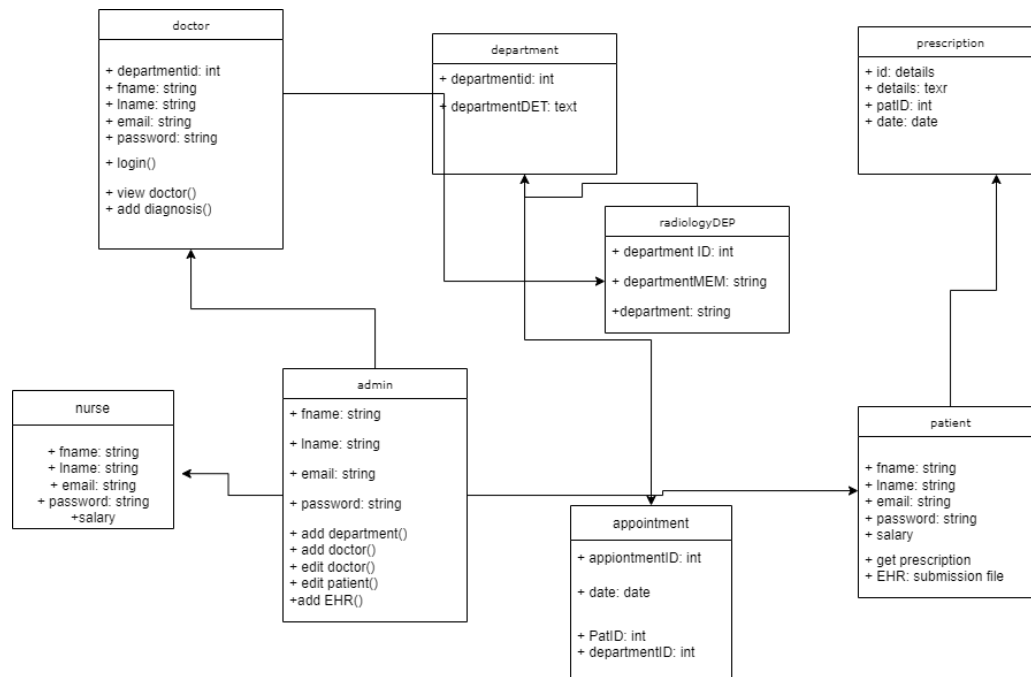 doctor
+ departmentid: int
+ fname: string
+ lname: string
+ email: string
+ password: string
+ login()
+ view doctor()
+ add diagnosis()
department
+ departmentid: int
+ departmentDET: text
prescription
+ id: details
+ details: texr
+ patID: int
+ date: date
radiologyDEP
+ department ID: int
+ departmentMEM: string
+department: string
nurse
+ fname: string
+ lname: string
+ email: string
+ password: string
+salary
admin
+ fname: string
+ lname: string
+ email: string
+ password: string
+ add department()
+ add doctor()
+ edit doctor()
+ edit patient()
+add EHR()
appointment
+ appiontmentID: int
+ date: date
+ PatID: int
+ departmentID: int
patient
+ fname: string
+ lname: string
+ email: string
+ password: string
+ salary
+ get prescription
+ EHR: submission file